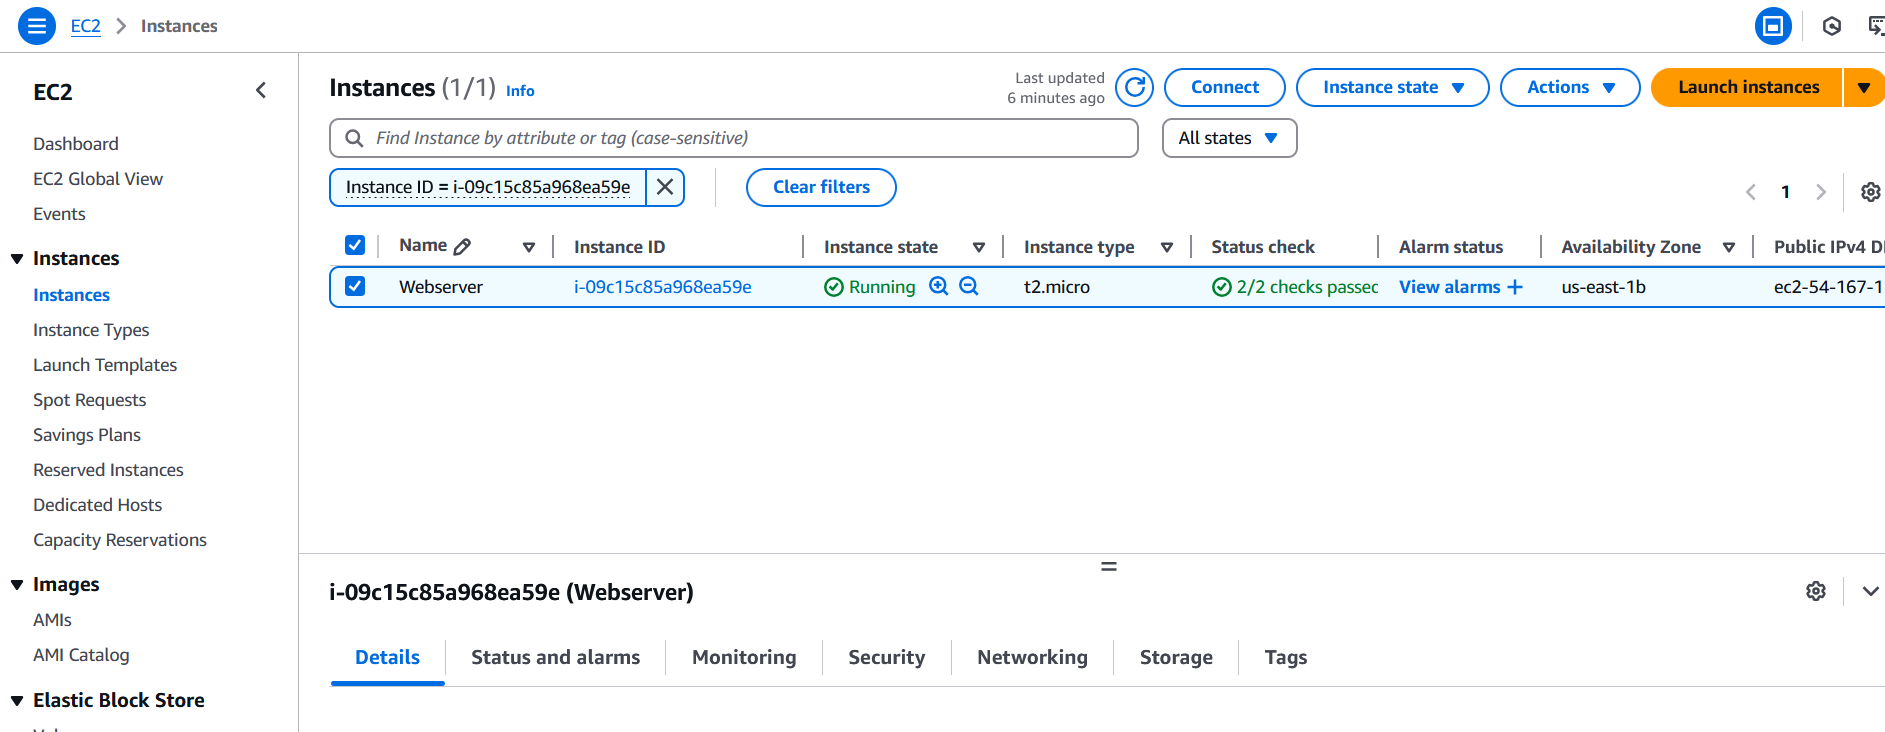 EC2 > Instances
EC2
Dashboard
EC2 Global View
Events
Instances
Instances
Instance Types
Launch Templates
Spot Requests
Savings Plans
Reserved Instances
Dedicated Hosts
Capacity Reservations
Images
AMIs
AMI Catalog
Elastic Block Store
Instances (1/1) Info
Last updated
6 minutes ago
Connect
Instance state
Actions
Launch instances
Find Instance by attribute or tag (case-sensitive)
All states
Instance ID = i-09c15c85a968ea59e
Clear filters
1
Name Instance ID Instance state Instance type Status check Alarm status Availability Zone Public IPv4 D
Webserver i-09c15c85a968ea59e Running t2.micro 2/2 checks passed View alarms + us-east-1b ec2-54-167-1
i-09c15c85a968ea59e (Webserver)
Details Status and alarms Monitoring Security Networking Storage Tags